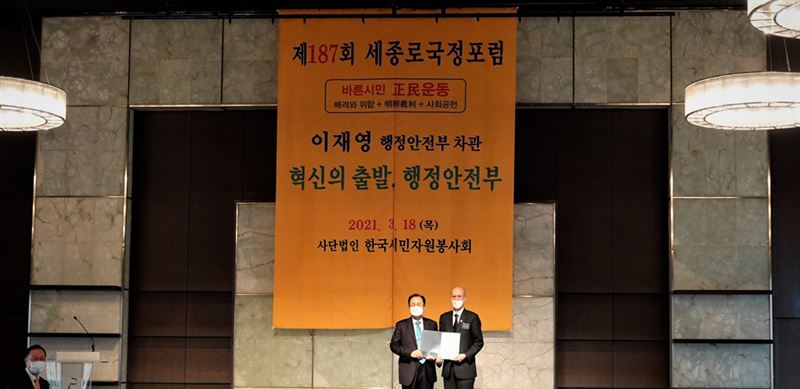 제187회 세종로국정포럼
바른시민 正民运动
배려와 위함 + 明照義利 + 사회공헌
이재영 행정안전부 차관
혁신의 출발, 행정안전부
2021. 3. 18 (목)
사단법인 한국시민자원봉사회